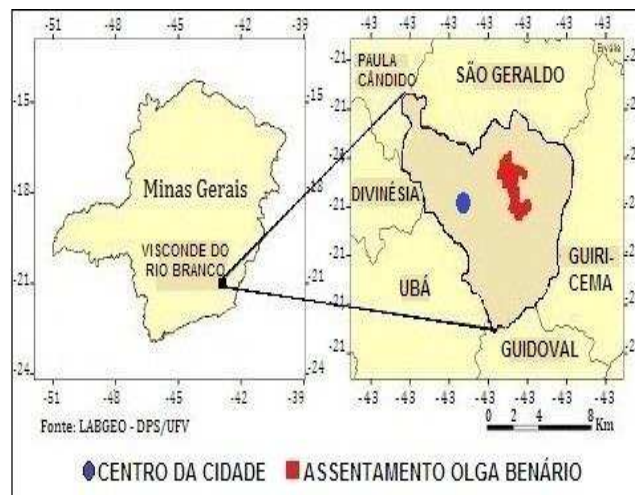 -51 -48 -45 -42 -39
-43 -43 -43 -43 -43 -43
-15
-18
-21
-24
-15
-18
-21
-24
Minas Gerais
VISCONDE DO
RIO BRANCO
-51 -48 -45 -42 -39
Fonte: LABGEO - DPS/UFV
-21
-21
-21
-21
-21
-21
-21
PAULA
CÂNDIDO
SÃO GERALDO
DIVINÉSIA
UBÁ
GUIRI-
CEMA
GUIDOVAL
-43 -43 -43 -43 -43 -43
0 2 4 8
Km
CENTRO DA CIDADE ASSENTAMENTO OLGA BENÁRIO